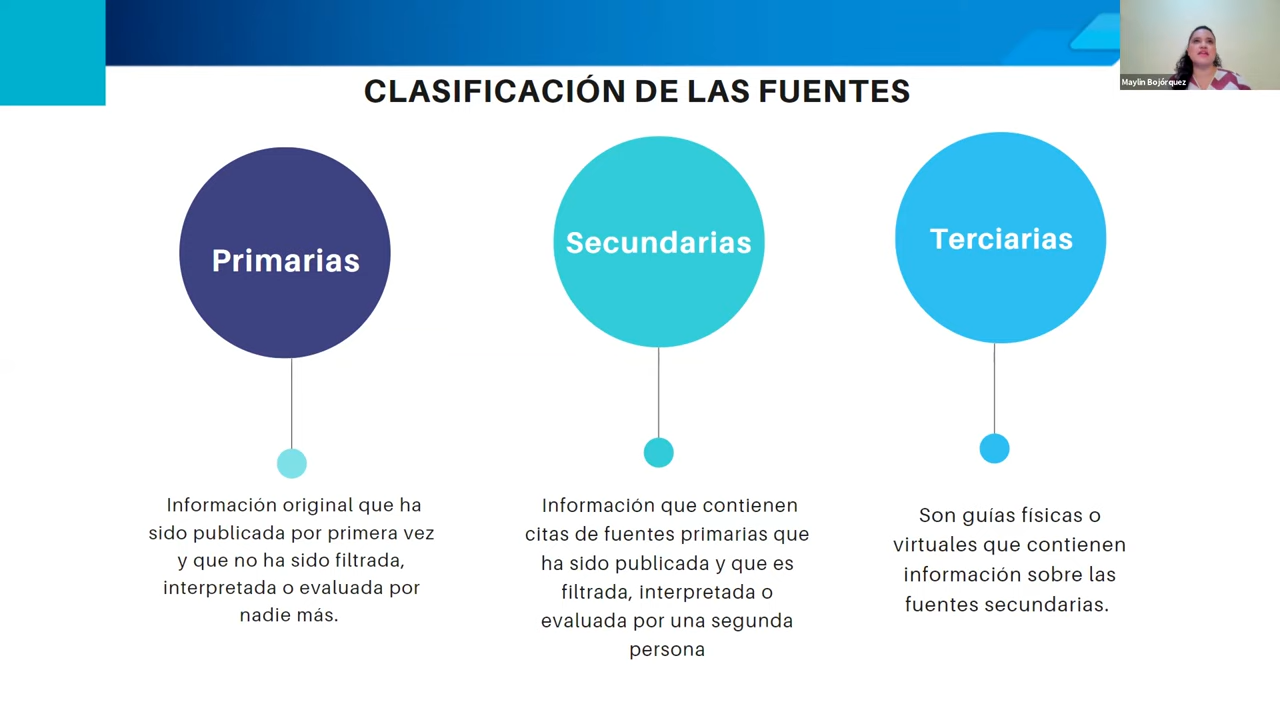 Maylin Bojórquez
CLASIFICACIÓN DE LAS FUENTES
Primarias
Información original que ha
sido publicada por primera vez
y que no ha sido filtrada,
interpretada o evaluada por
nadie más.
Secundarias
Información que contienen
citas de fuentes primarias que
ha sido publicada y que es
filtrada, interpretada o
evaluada por una segunda
persona
Terciarias
Son guías físicas o
virtuales que contienen
información sobre las
fuentes secundarias.